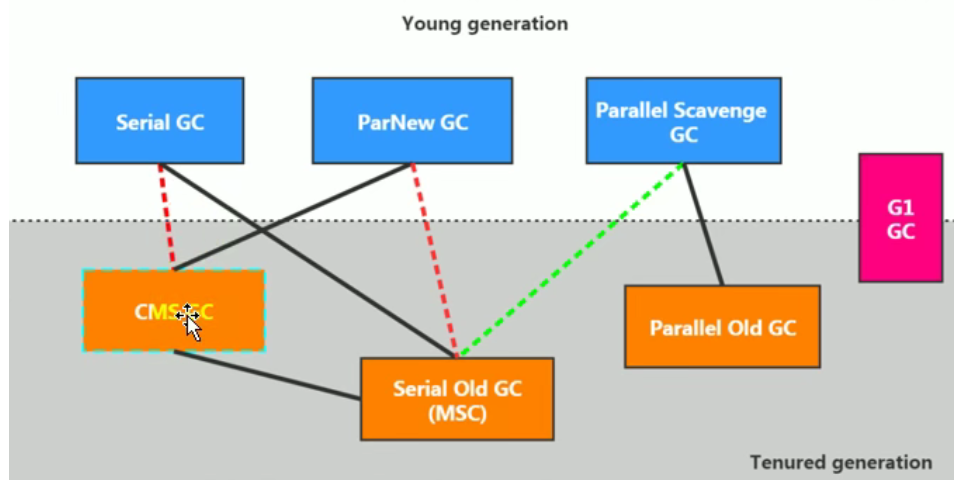 Young generation
Serial GC
ParNew GC
Parallel Scavenge
GC
G1
GC
CMS GC
Parallel Old GC
Serial Old GC
(MSC)
Tenured generation